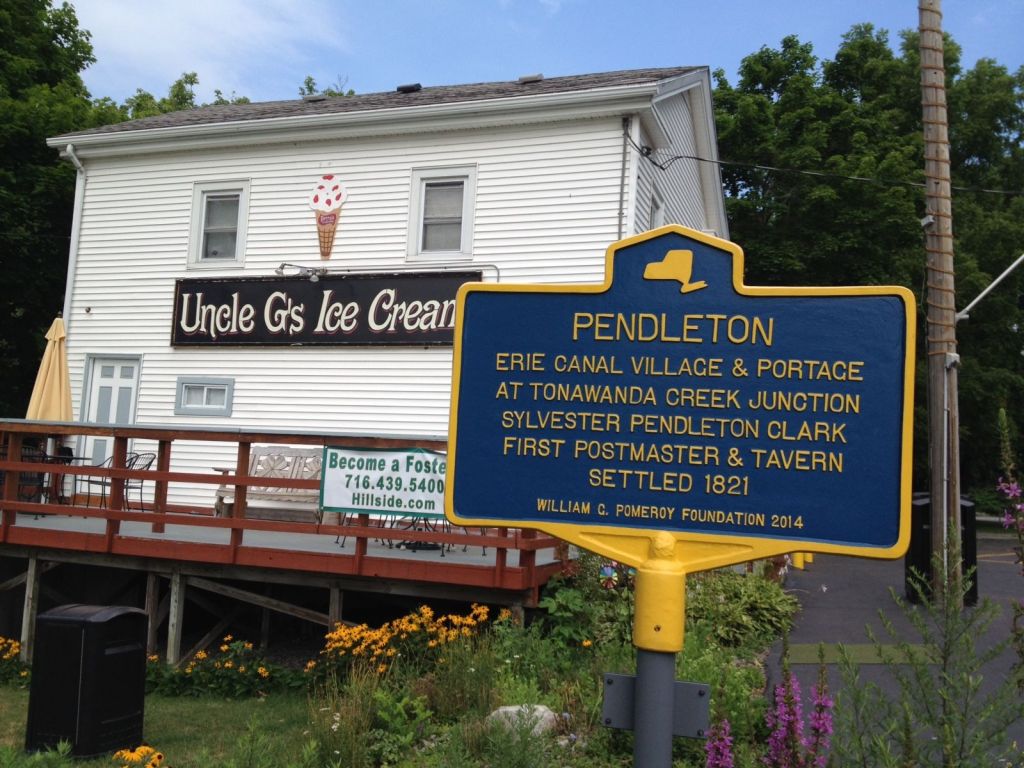 Uncle G's Ice Cream
PENDLETON
ERIE CANAL VILLAGE & PORTAGE
AT TONAWANDA CREEK JUNCTION
SYLVESTER PENDLETON CLARK
FIRST POSTMASTER & TAVERN
SETTLED 1821
WILLIAM G. POMEROY FOUNDATION 2014
Become a Foste
716.439.5400
Hillside.com